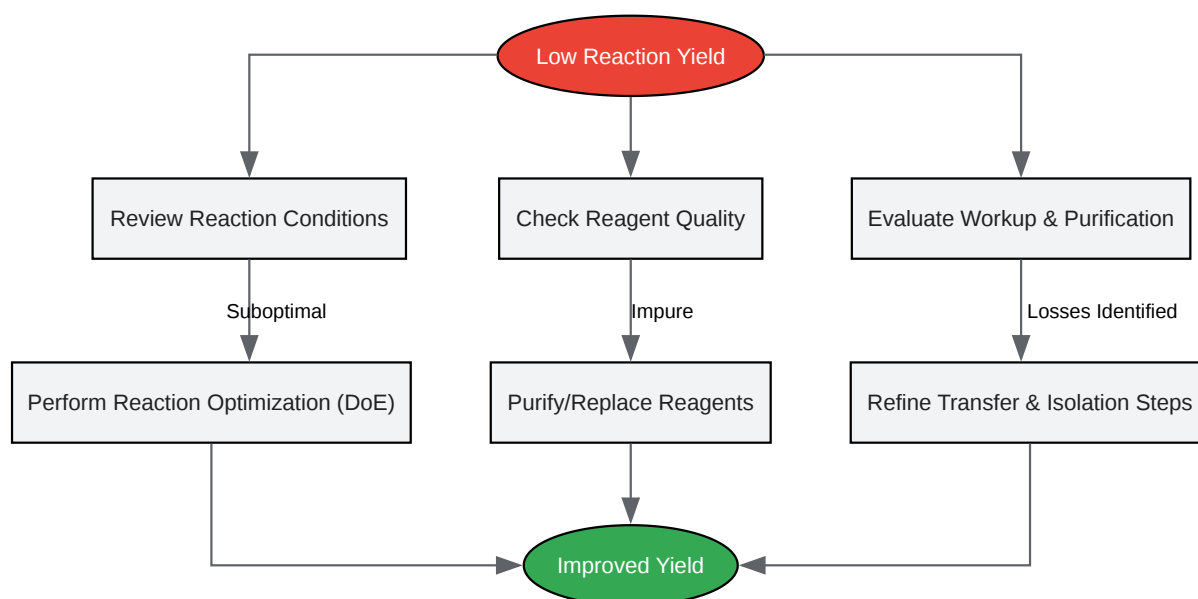 Low Reaction Yield
Review Reaction Conditions
Check Reagent Quality
Evaluate Workup & Purification
Suboptimal
Impure
Losses Identified
Perform Reaction Optimization (DoE)
Purify/Replace Reagents
Refine Transfer & Isolation Steps
Improved Yield